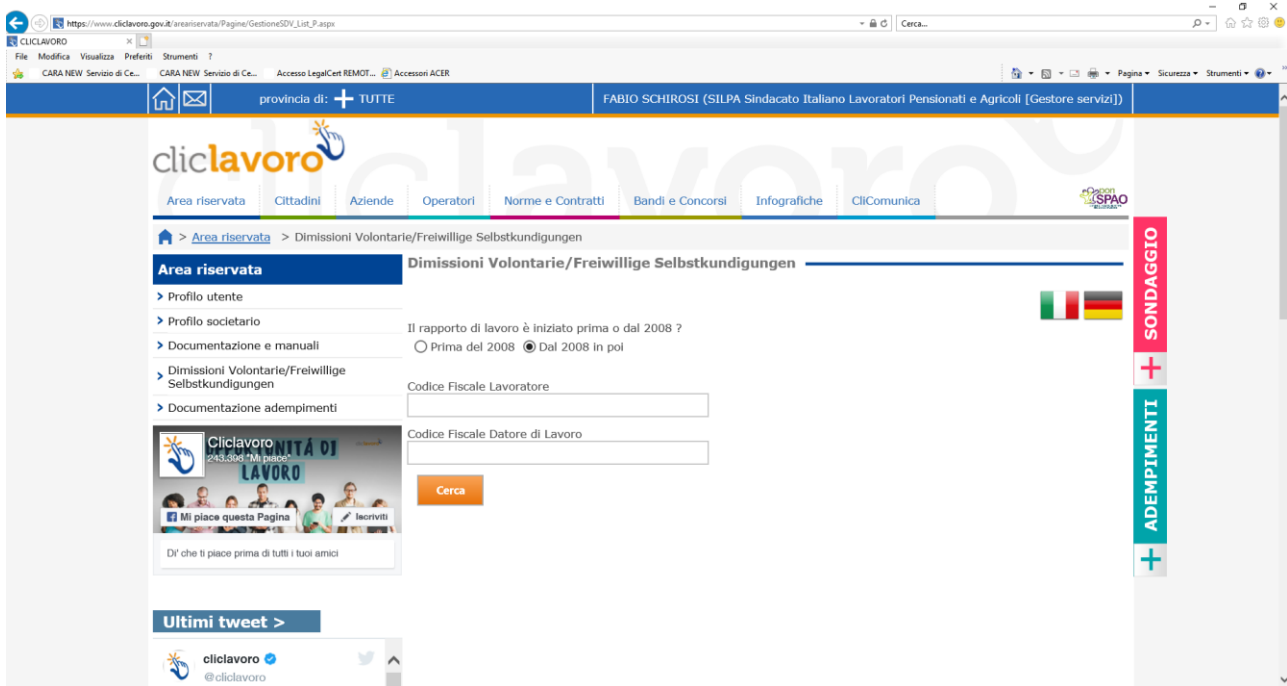 https://www.cliclavoro.gov.it/areariservata/Pagine/GestioneSDV_List_P.aspx
Cerca...
CLICLAVORO
File Modifica Visualizza Preferiti Strumenti ?
CARA NEW Servizio di Ce... CARA NEW Servizio di Ce... Accesso LegalCert REMOT... Accessori ACER
Pagina Sicurezza Strumenti
provincia di: TUTTE
FABIO SCHIROSI (SILPA Sindacato Italiano Lavoratori Pensionati e Agricoli [Gestore servizi])
cliclavoro
cliclavoro
Area riservata Cittadini Aziende Operatori Norme e Contratti Bandi e Concorsi Infografiche CliComunica
pon
SPAO
> Area riservata > Dimissioni Volontarie/Freiwillige Selbstkundigungen
Area riservata
> Profilo utente
> Profilo societario
> Documentazione e manuali
> Dimissioni Volontarie/Freiwillige
Selbstkundigungen
> Documentazione adempimenti
Dimissioni Volontarie/Freiwillige Selbstkundigungen
Il rapporto di lavoro è iniziato prima o dal 2008 ?
Prima del 2008 Dal 2008 in poi
Codice Fiscale Lavoratore
Codice Fiscale Datore di Lavoro
Cerca
SONDAGGIO
+
ADEMPIMENTI
+
Cliclavoro
243.398 "Mi piace"
LAVORO
Mi piace questa Pagina
Iscriviti
Di' che ti piace prima di tutti i tuoi amici
Ultimi tweet >
cliclavoro
@cliclavoro